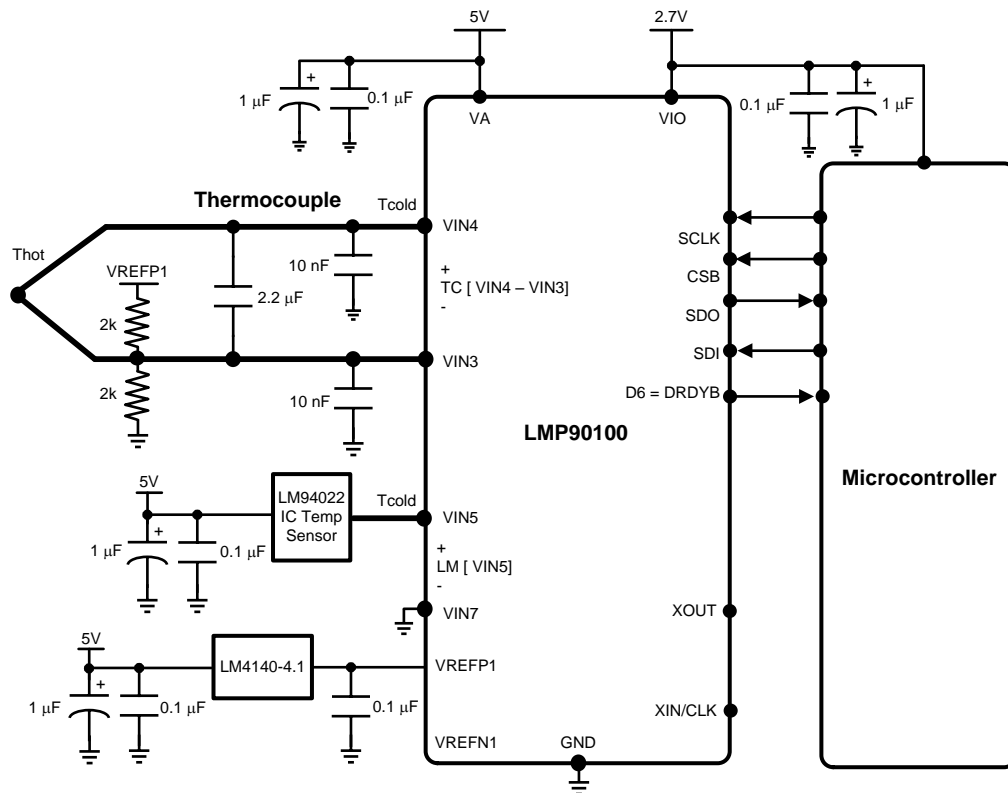 5V
2.7V
+
1 µF
0.1 µF
VA
VIO
0.1 µF
+
1 µF
Thermocouple
Tcold
VIN4
SCLK
Thot
VREFP1
10 nF
+
TC [ VIN4 – VIN3]
-
CSB
2.2 µF
SDO
2k
VIN3
SDI
2k
10 nF
D6 = DRDYB
LMP90100
Microcontroller
5V
LM94022
IC Temp
Sensor
Tcold
VIN5
+
1 µF
0.1 µF
+
LM [ VIN5]
-
VIN7
XOUT
5V
LM4140-4.1
VREFP1
+
1 µF
0.1 µF
0.1 µF
XIN/CLK
VREFN1
GND